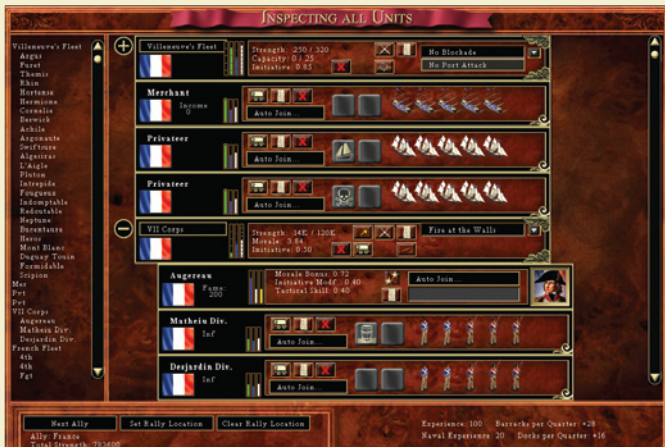 INSPECTING ALL UNITS
Villeneuve's Fleet
Argus
Furet
Themis
Rhin
Hortense
Hermione
Cornelie
Berwick
Achile
Argonaute
Swiftsure
Algesiras
L'Aigle
Pluton
Intrepide
Fougueux
Indomptable
Redoutable
Neptune
Bucentaure
Heros
Mont Blanc
Duguay Touin
Formidable
Scipion
Mer
Pvt
Pvt
VII Corps
Augereau
Matheiu Div.
Desjardin Div.
French Fleet
4th
4th
Fgt
Villeneuve's Fleet
Strength: 250 / 320
Capacity: 0 / 25
Initiative: 0.85
No Blockade
No Port Attack
Merchant
Income
0
Auto Join...
Privateer
Auto Join...
Privateer
Auto Join...
VII Corps
Strength: 14K / 120K
Morale: 3.84
Initiative: 0.50
Fire at the Walls
Augereau
Fame:
200
Morale Bonus: 0.72
Initiative Modf.: 0.40
Tactical Skill: 0.40
Auto Join...
Matheiu Div.
Inf
Auto Join...
Desjardin Div.
Inf
Auto Join...
Next Ally
Set Rally Location
Clear Rally Location
Ally: France
Total Strength: 793400
Experience: 100 Barracks per Quarter: +28
Naval Experience: 20 Docks per Quarter: +16